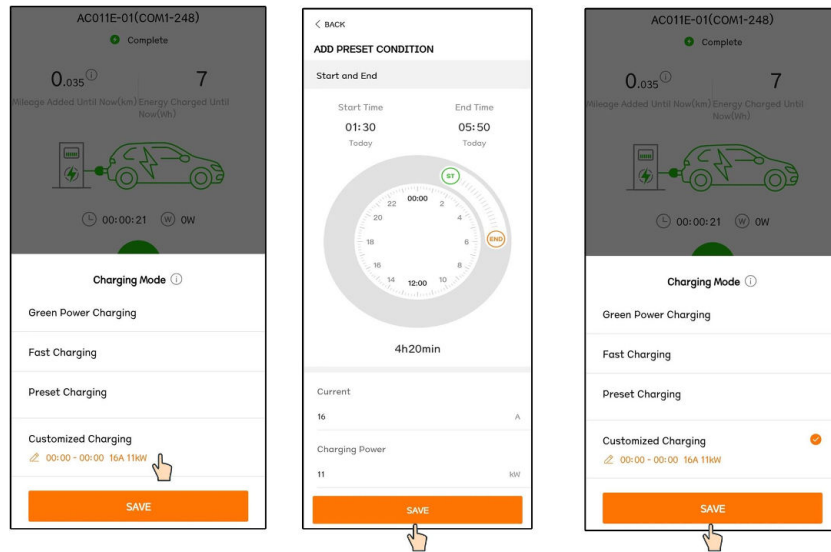 AC011E-01(COM1-248)
Complete
0.035
7
Mileage Added Until Now(km)
Energy Charged Until Now(Wh)
00:00:21
W 0W
Charging Mode
Green Power Charging
Fast Charging
Preset Charging
Customized Charging
00:00 - 00:00 16A 11kW
SAVE
< BACK
ADD PRESET CONDITION
Start and End
Start Time
End Time
01:30
05:50
Today
Today
ST
END
00:00
2
4
6
8
10
12:00
14
16
18
20
22
4h20min
Current
16 A
Charging Power
11 kW
SAVE
AC011E-01(COM1-248)
Complete
0.035
7
Mileage Added Until Now(km)
Energy Charged Until Now(Wh)
00:00:21
W 0W
Charging Mode
Green Power Charging
Fast Charging
Preset Charging
Customized Charging
00:00 - 00:00 16A 11kW
SAVE